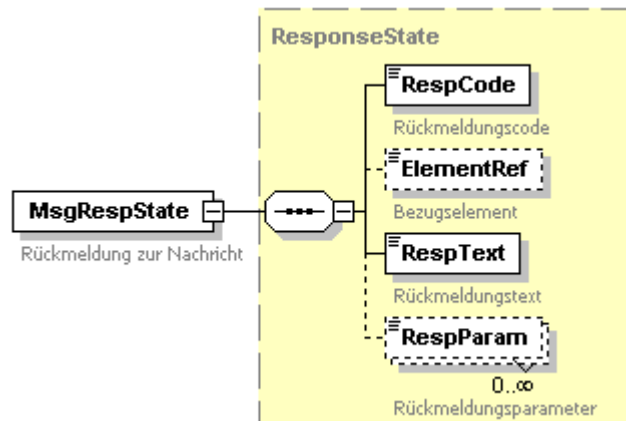 ResponseState
RespCode
Rückmeldungscode
ElementRef
Bezugselement
MsgRespState
Rückmeldung zur Nachricht
RespText
Rückmeldungstext
RespParam
0..∞
Rückmeldungsparameter